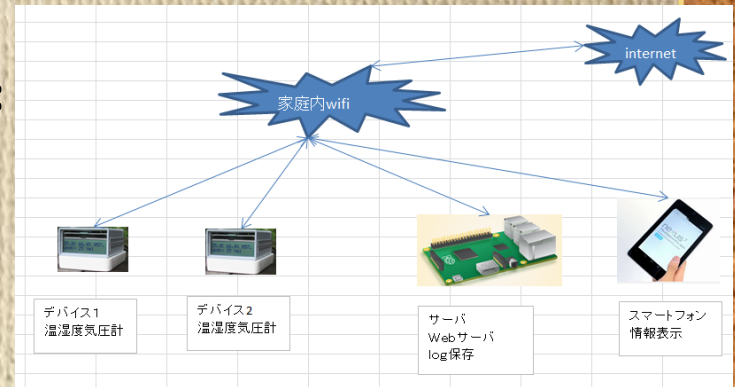 internet
家庭内wifi
デバイス1
温湿度気圧計
デバイス2
温湿度気圧計
サーバ
Webサーバ
log保存
スマートフォン
情報表示